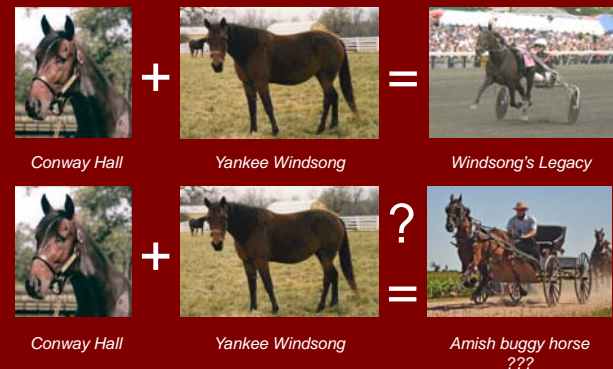 + =
Conway Hall Yankee Windsong Windsong's Legacy
?
+ =
Conway Hall Yankee Windsong Amish buggy horse
???